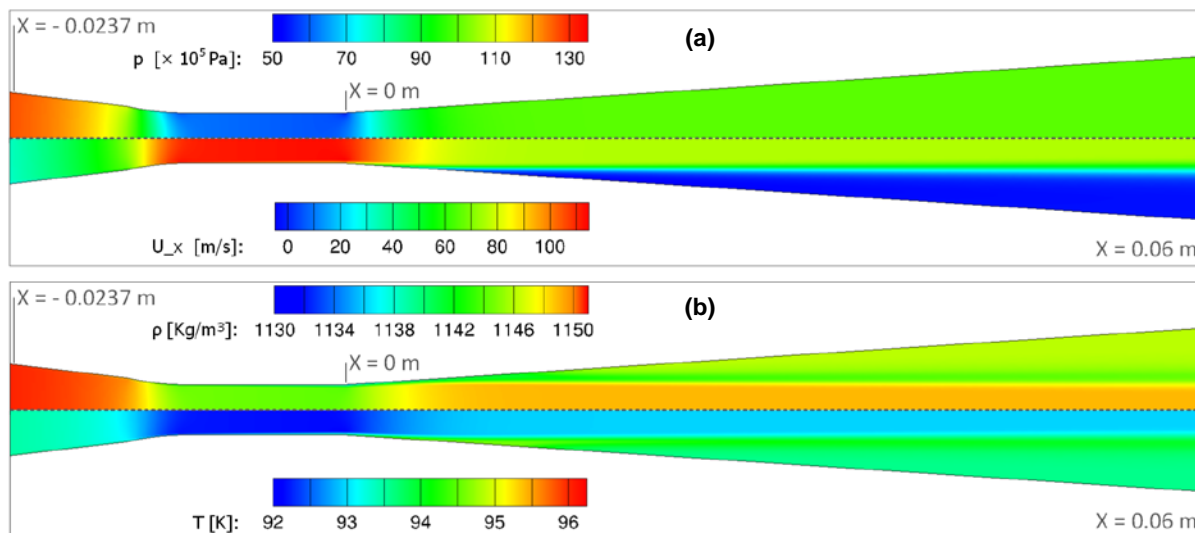 X = - 0.0237 m
(a)
p [× 10⁵ Pa]: 50 70 90 110 130
X = 0 m
U_x [m/s]: 0 20 40 60 80 100
X = 0.06 m
X = - 0.0237 m
(b)
ρ [Kg/m³]: 1130 1134 1138 1142 1146 1150
X = 0 m
T [K]: 92 93 94 95 96
X = 0.06 m